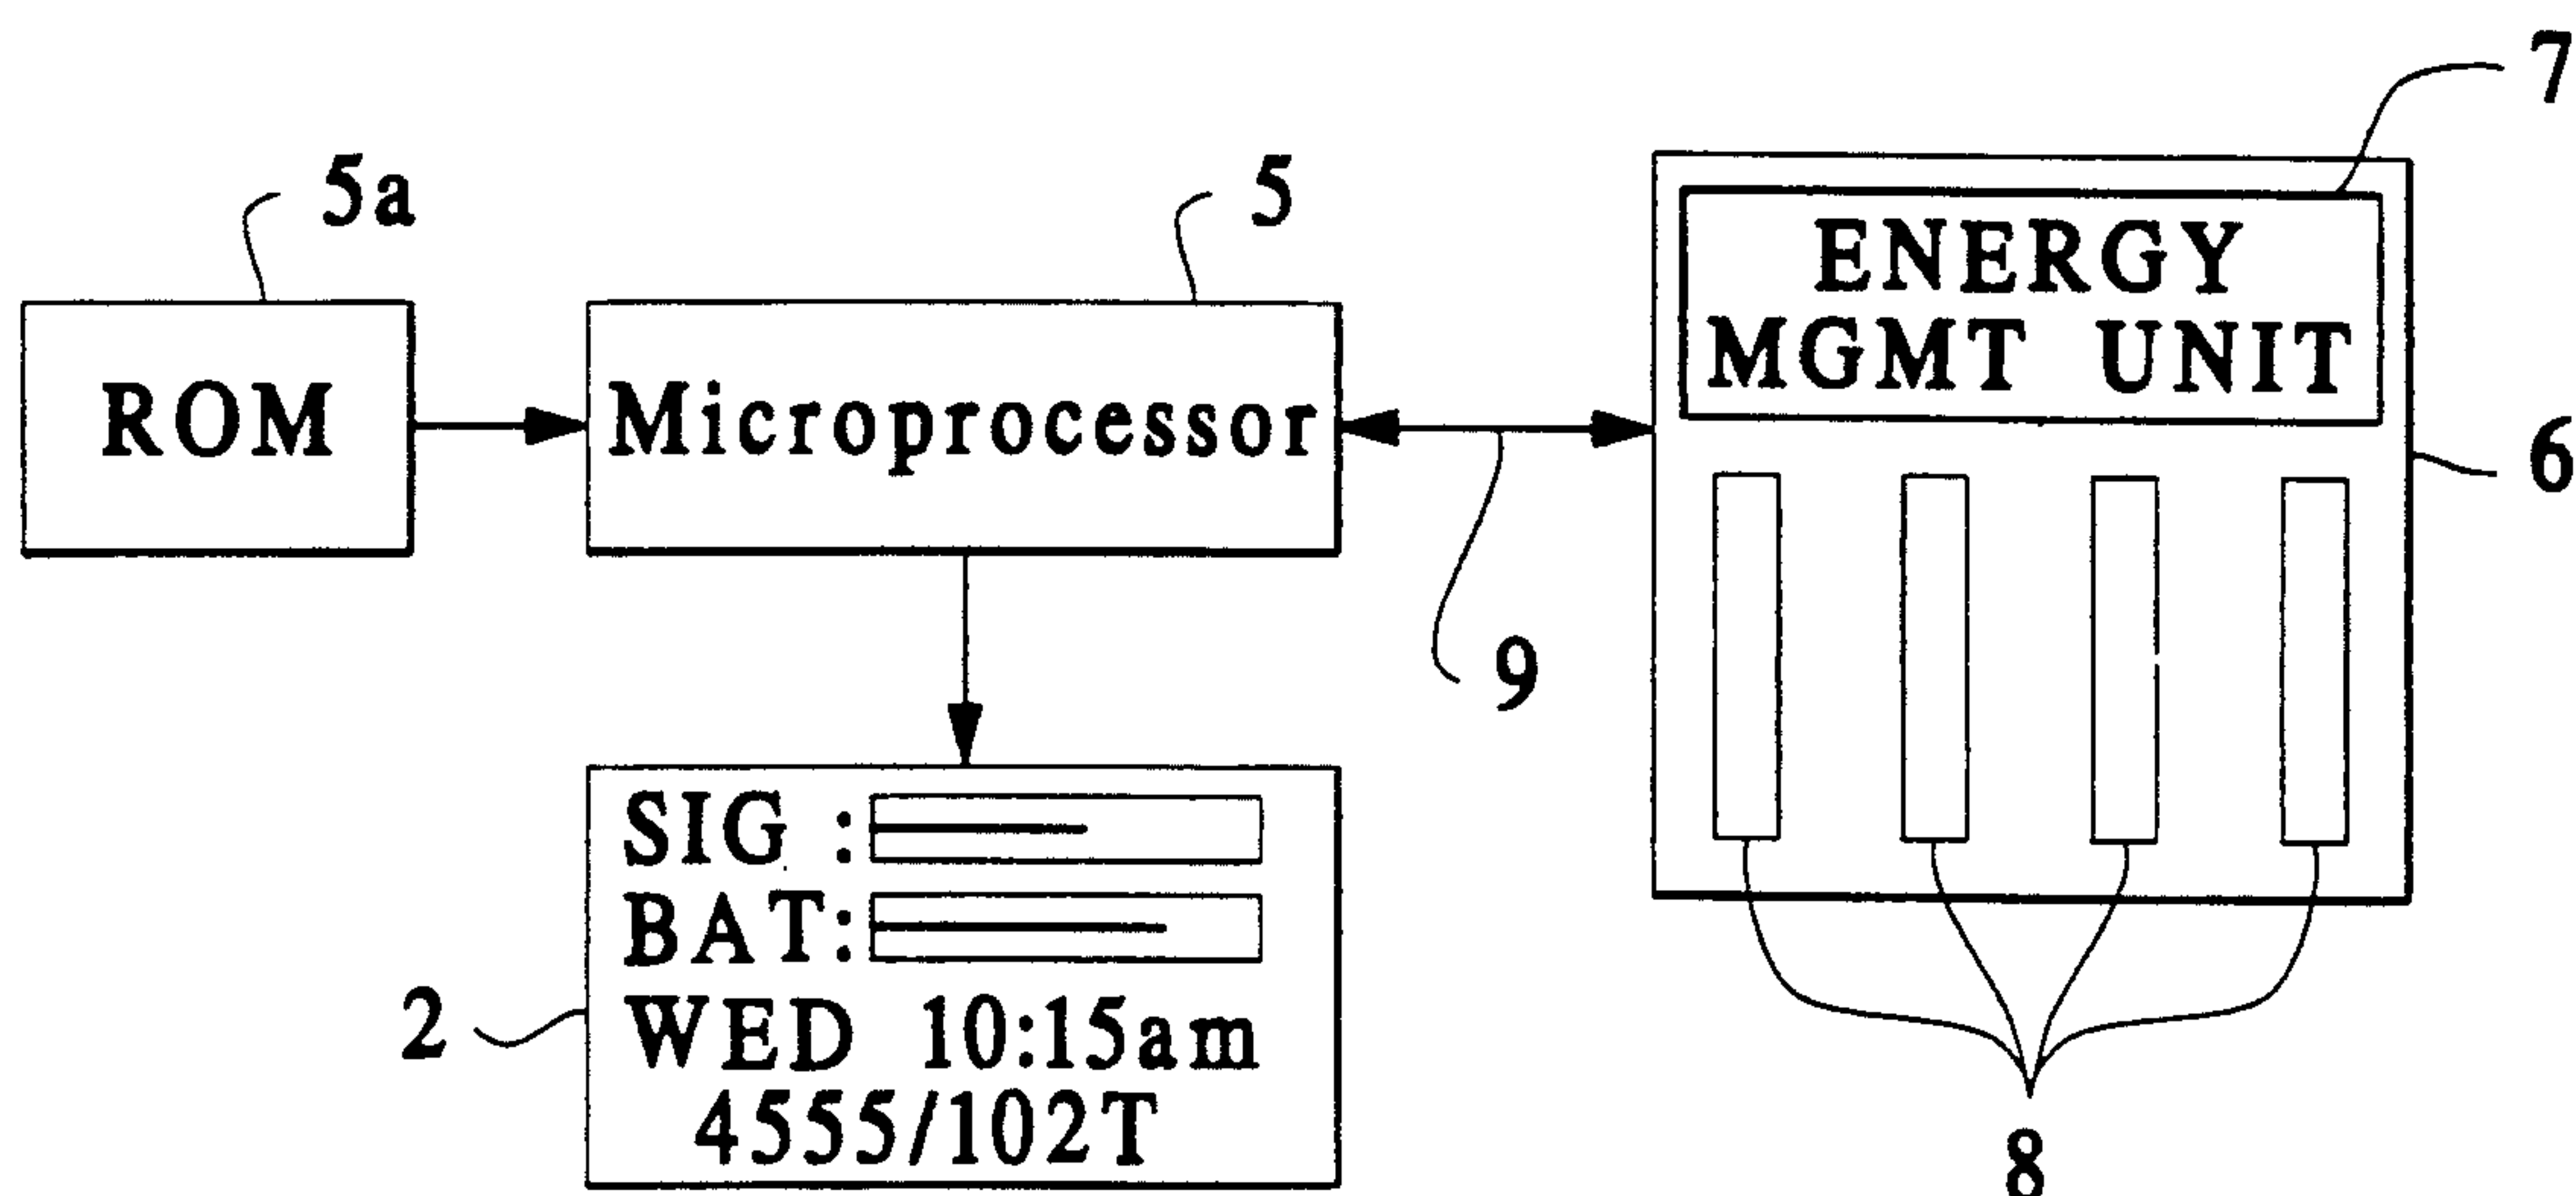 7
5a
5
ENERGY
MGMT UNIT
ROM
Microprocessor
6
9
SIG :
BAT:
2
WED 10:15am
4555/102T
8